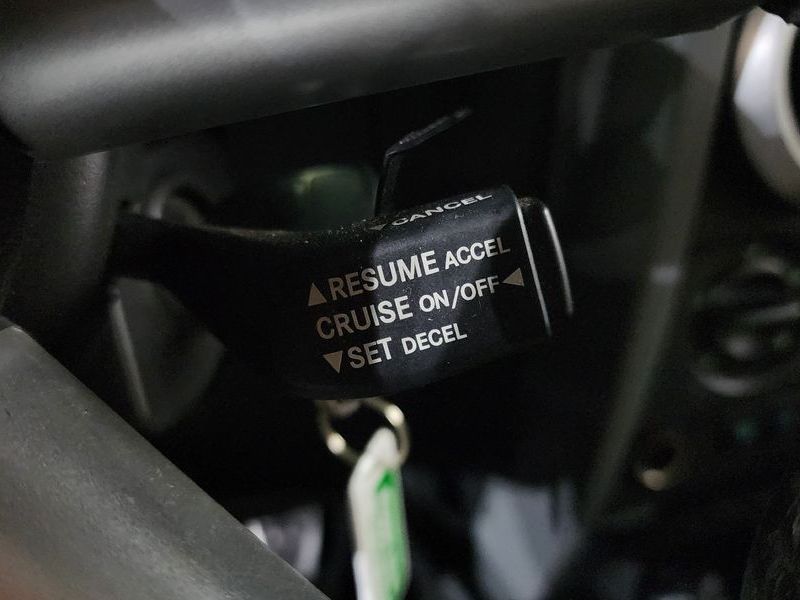 ▼CANCEL
▲RESUME ACCEL
CRUISE ON/OFF◀
▼SET DECEL